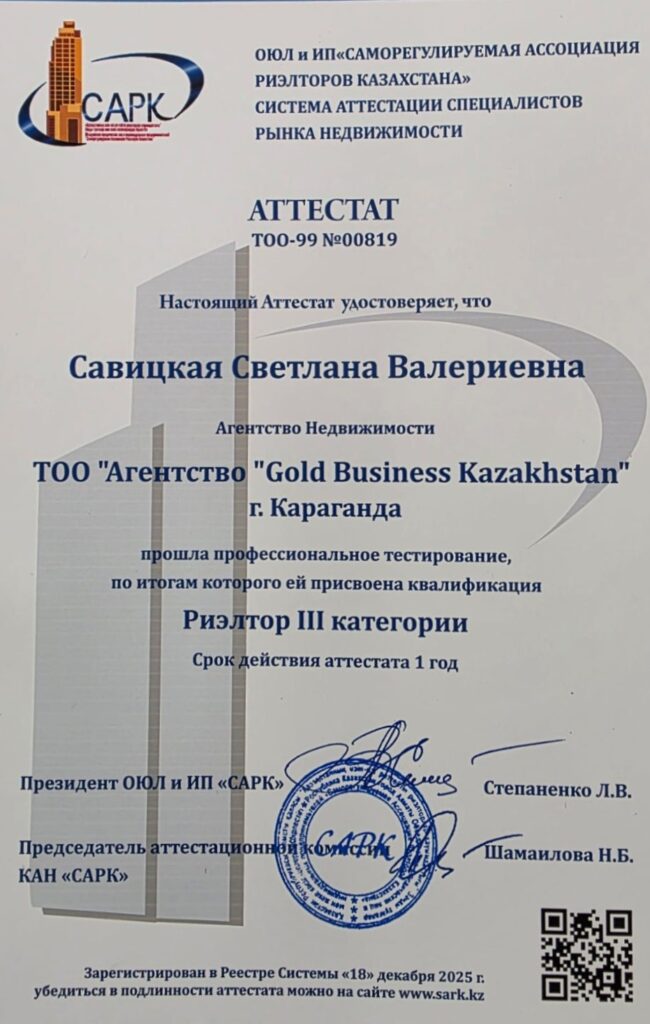 САРК
ОЮЛ и ИП«САМОРЕГУЛИРУЕМАЯ АССОЦИАЦИЯ
РИЭЛТОРОВ КАЗАХСТАНА»
СИСТЕМА АТТЕСТАЦИИ СПЕЦИАЛИСТОВ
РЫНКА НЕДВИЖИМОСТИ
АТТЕСТАТ
ТОО-99 №00819
Настоящий Аттестат удостоверяет, что
Савицкая Светлана Валериевна
Агентство Недвижимости
ТОО "Агентство "Gold Business Kazakhstan"
г. Караганда
прошла профессиональное тестирование,
по итогам которого ей присвоена квалификация
Риэлтор III категории
Срок действия аттестата 1 год
Президент ОЮЛ и ИП «САРК»
Степаненко Л.В.
САРК
Председатель аттестационной комиссии
Шамаилова Н.Б.
КАН «САРК»
Зарегистрирован в Реестре Системы «18» декабря 2025 г.
убедиться в подлинности аттестата можно на сайте www.sark.kz